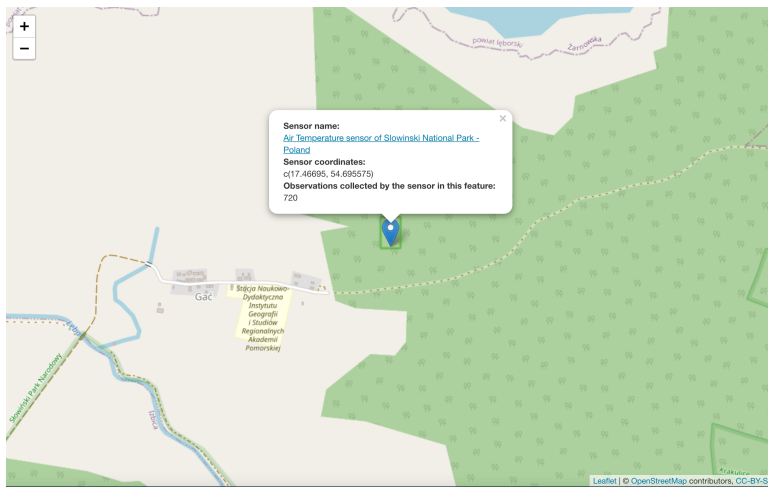 +
−
powiat lęborski
Żarnowska
×
Sensor name:
Air Temperature sensor of Slowinski National Park -
Poland
Sensor coordinates:
c(17.46695, 54.695575)
Observations collected by the sensor in this feature:
720
Gać
Stacja Naukowo-
Dydaktyczna
Instytutu
Geografii
i Studiów
Regionalnych
Akademii
Pomorskiej
Słowiński Park Narodowy
Izbica
Krakulice
Leaflet | © OpenStreetMap contributors, CC-BY-S